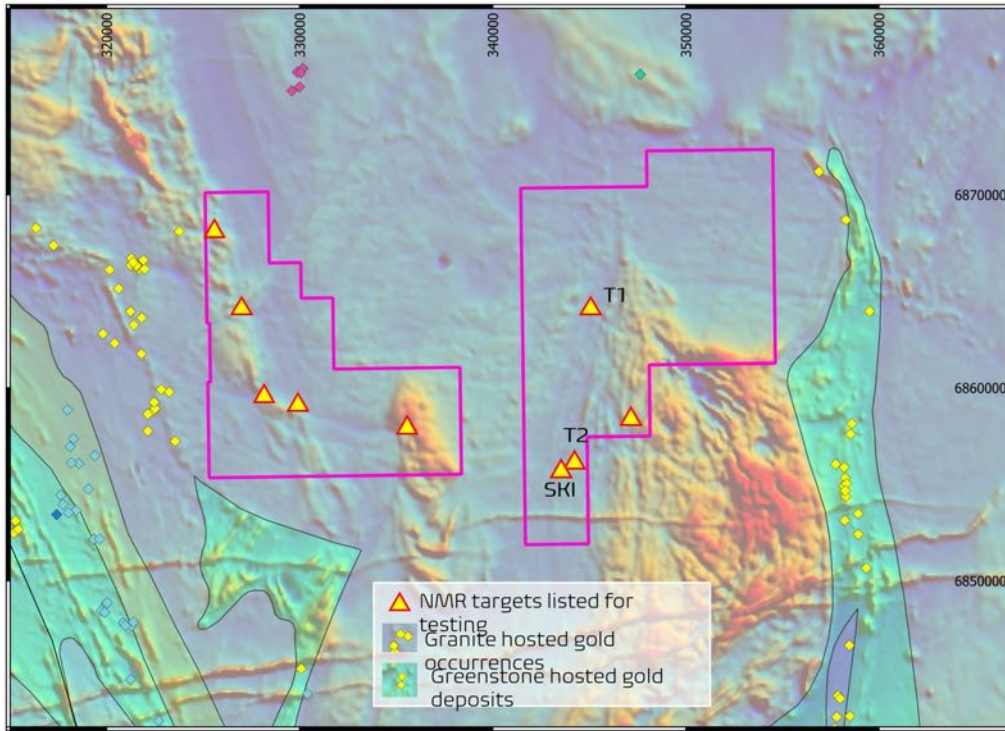 320000
330000
340000
350000
360000
6870000
T1
6860000
T2
SKI
6850000
NMR targets listed for
testing
Granite hosted gold
occurrences
Greenstone hosted gold
deposits